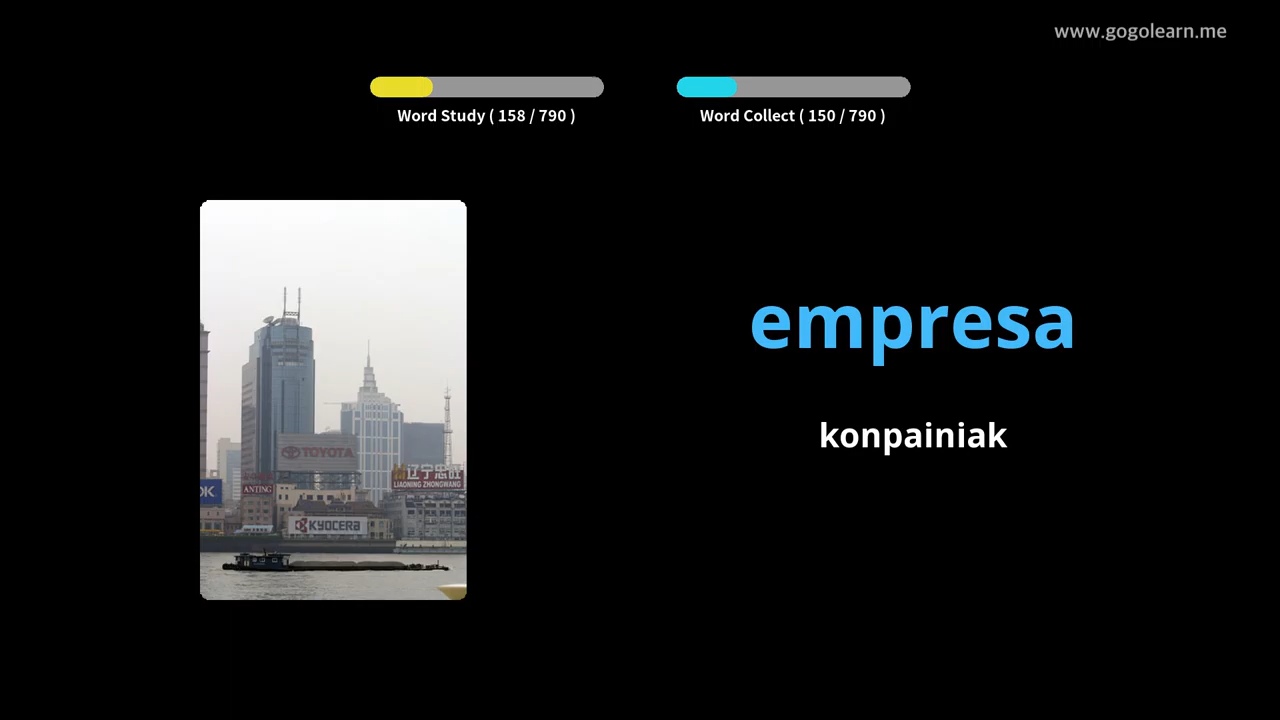 www.gogolearn.me
Word Study ( 158 / 790 )
Word Collect ( 150 / 790 )
empresa
konpainiak
TOYOTA
辽宁忠旺
LIAONING ZHONGWANG
ANTING
OK
KYOCERA